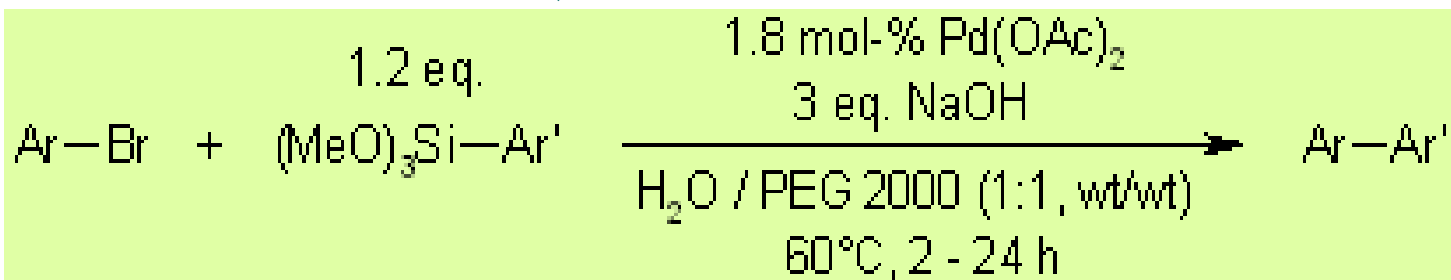 1.8 mol-% Pd(OAc)₂
1.2 eq.
3 eq. NaOH
Ar—Br + (MeO)₃Si—Ar' Ar—Ar'
H₂O / PEG 2000 (1:1, wt/wt)
60°C, 2 - 24 h